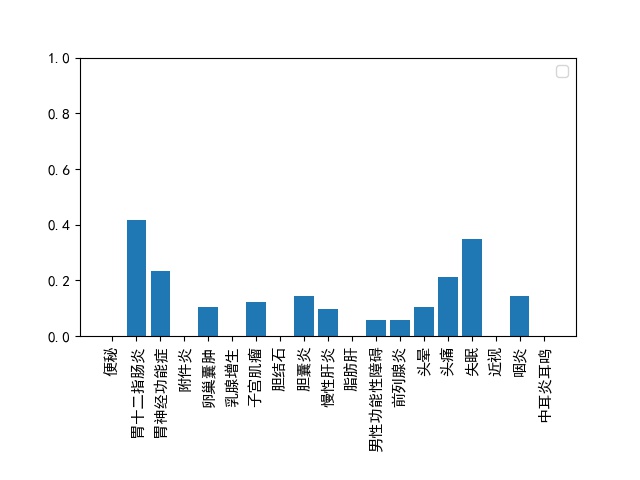 1.0
0.8
0.6
0.4
0.2
0.0
便秘
胃十二指肠炎
胃神经功能症
附件炎
卵巢囊肿
乳腺增生
子宫肌瘤
胆结石
胆囊炎
慢性肝炎
脂肪肝
男性功能性障碍
前列腺炎
头晕
头痛
失眠
近视
咽炎
中耳炎耳鸣